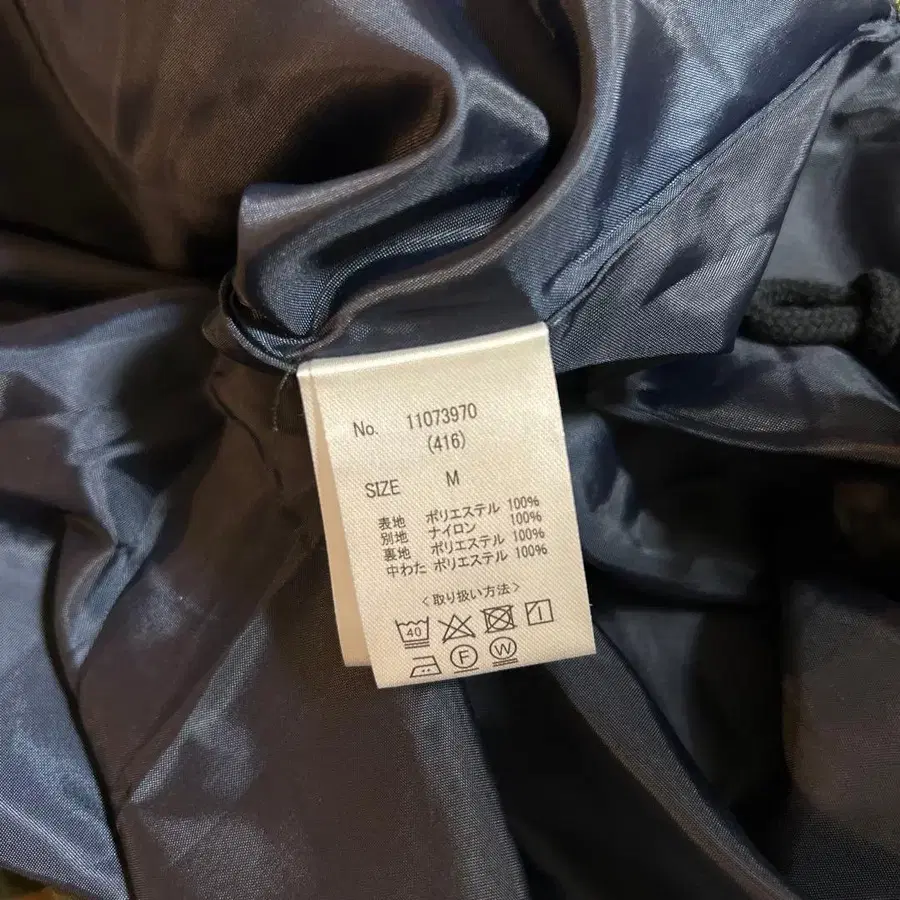 No. 11073970
(416)
SIZE M
表地 ポリエステル 100%
別地 ナイロン 100%
裏地 ポリエステル 100%
中わた ポリエステル 100%
<取り扱い方法>
40
F W